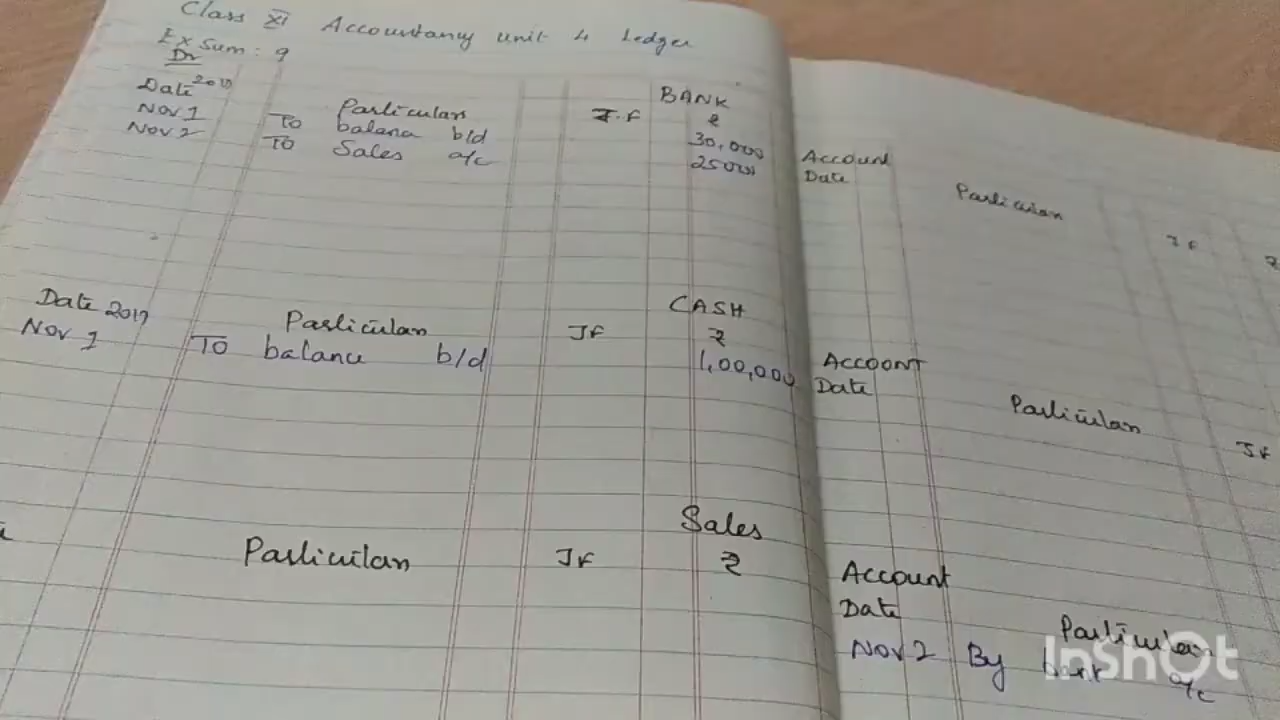 Class XI Accountancy unit 4 Ledger
Ex Sum : 9
Dr BANK Account
Date 2017 Particulars J.F ₹ Date Particulars JF ₹
Nov 1 To balance b/d 30,000
Nov 2 To Sales a/c 25000
CASH ACCOONT
Date 2017 Particulars JF ₹ Date Particulars JF
Nov 1 To balance b/d 1,00,000
Sales Account
Particulars JF ₹ Date Particulars
Nov 2 By bank a/c
InShOt